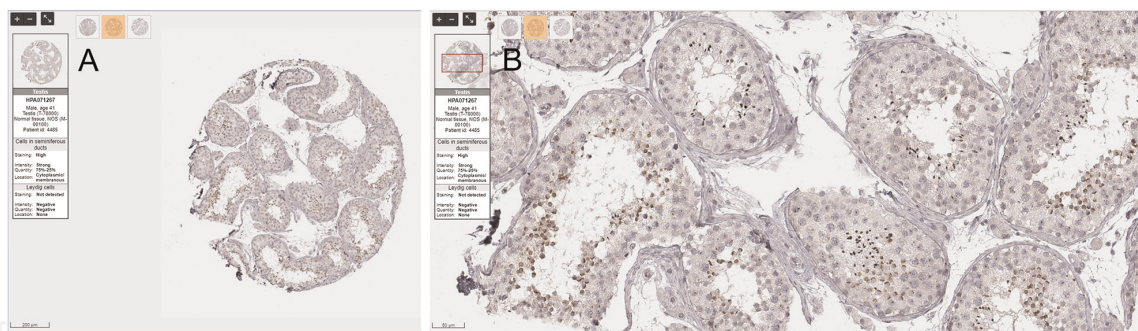 A
Testis
HPA071267
Male, age 41
Testis (T-78000)
Normal tissue, NOS (M-
00100)
Patient id: 4485
Cells in seminiferous
ducts
Staining: High
Intensity: Strong
Quantity: 75%-25%
Location: Cytoplasmic/
membranous
Leydig cells
Staining: Not detected
Intensity: Negative
Quantity: Negative
Location: None
200 µm
B
Testis
HPA071267
Male, age 41
Testis (T-78000)
Normal tissue, NOS (M-
00100)
Patient id: 4485
Cells in seminiferous
ducts
Staining: High
Intensity: Strong
Quantity: 75%-25%
Location: Cytoplasmic/
membranous
Leydig cells
Staining: Not detected
Intensity: Negative
Quantity: Negative
Location: None
50 µm